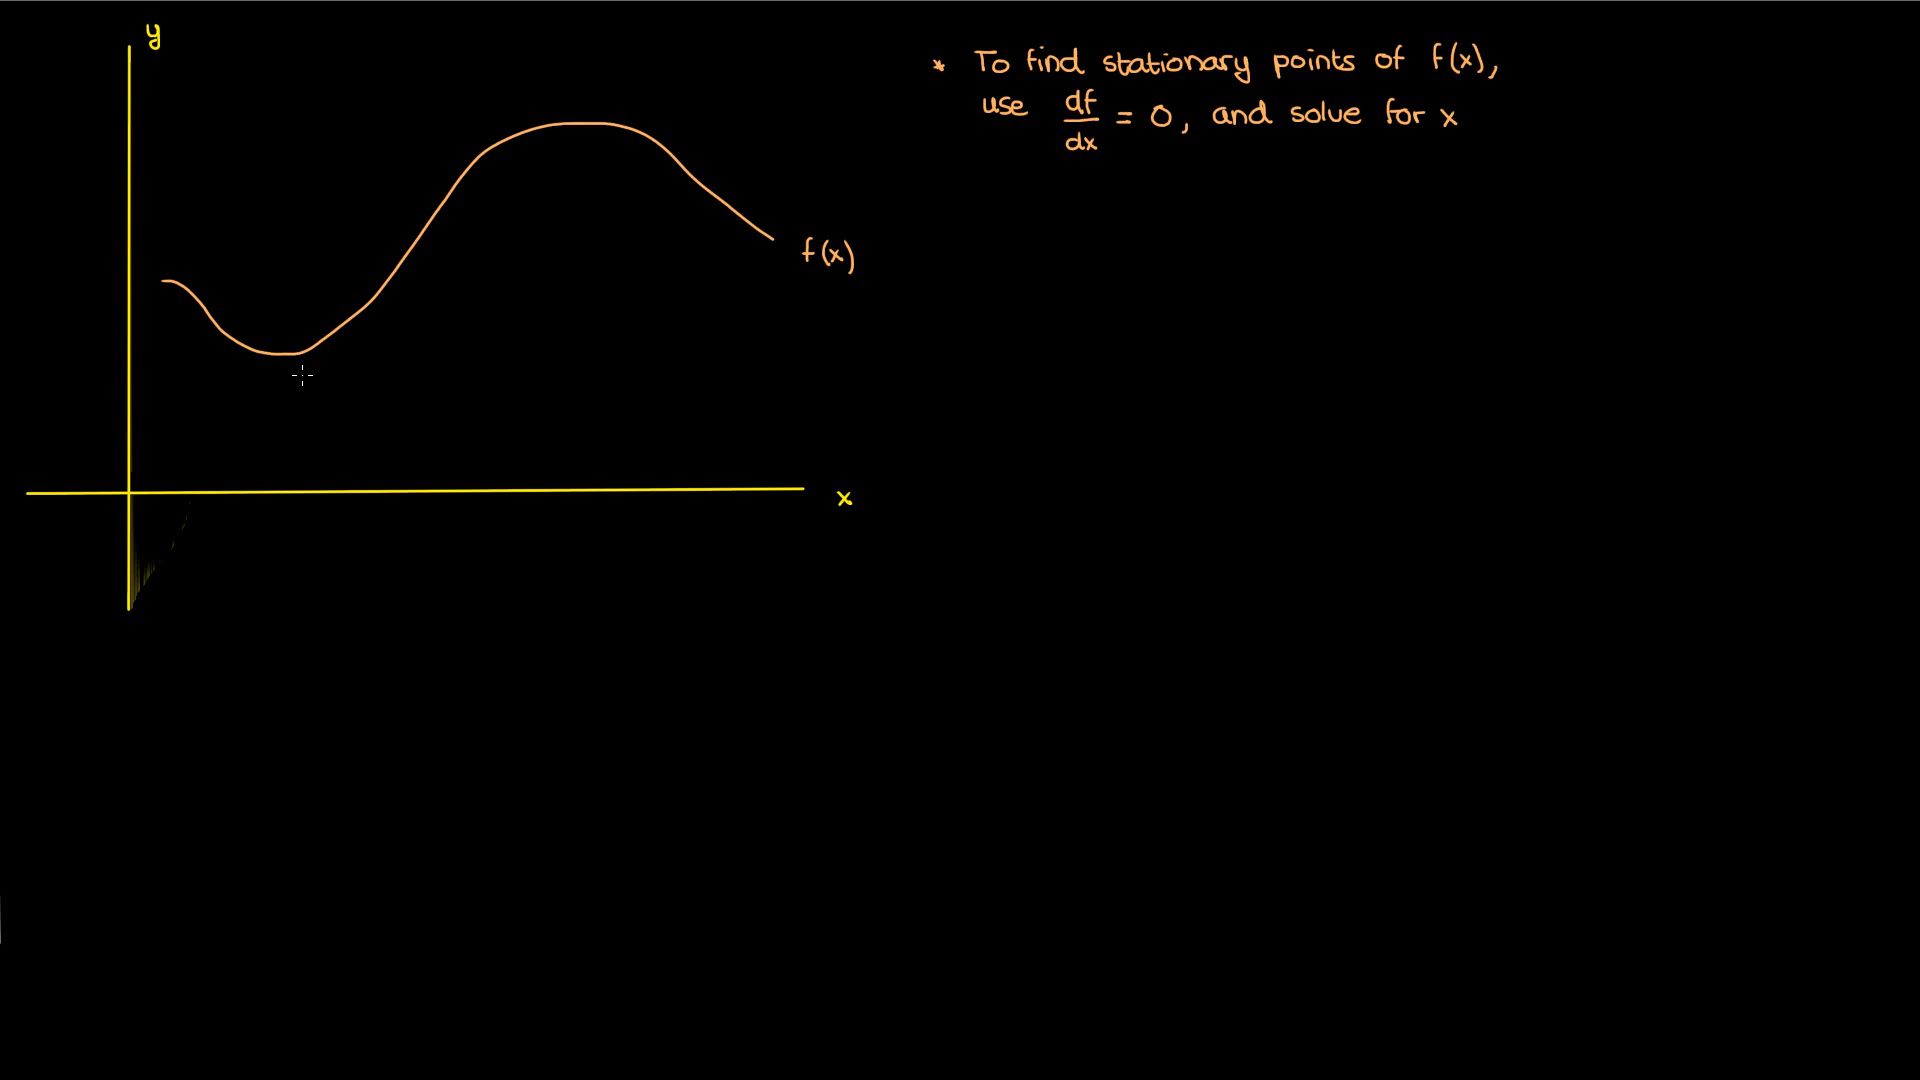 y
* To find stationary points of f(x),
use df/dx = 0, and solve for x
f(x)
x